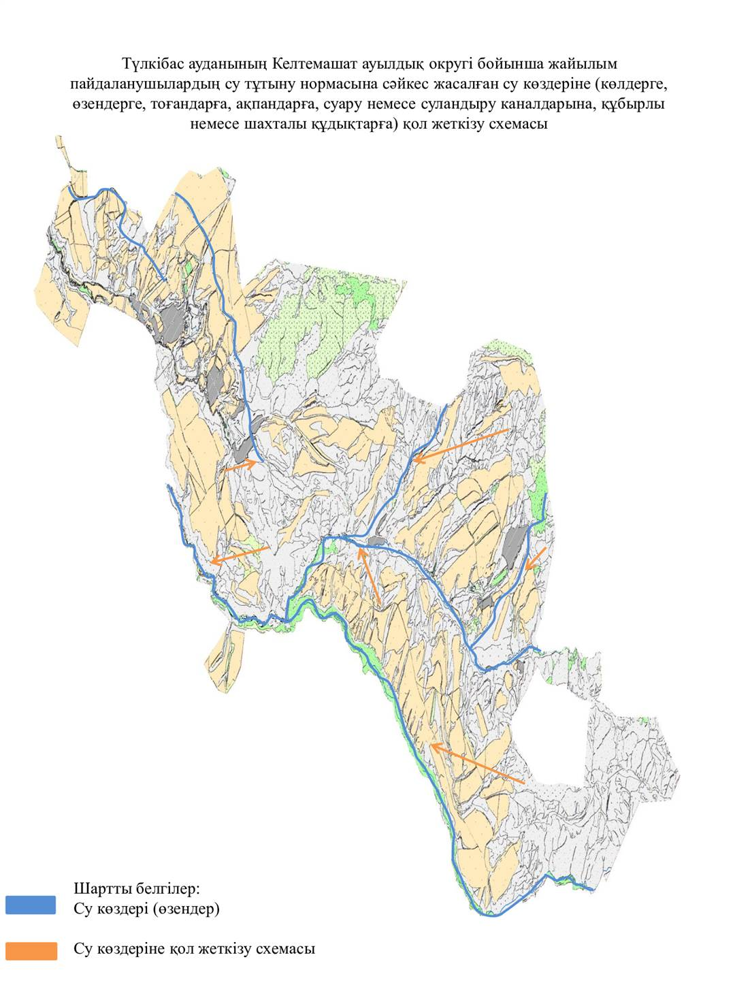 Түлкібас ауданының Келтемашат ауылдық округі бойынша жайылым
пайдаланушылардың су тұтыну нормасына сәйкес жасалған су көздеріне (көлдерге,
өзендерге, тоғандарға, ақпандарға, суару немесе суландыру каналдарына, құбырлы
немесе шахталы құдықтарға) қол жеткізу схемасы
Шартты белгілер:
Су көздері (өзендер)
Су көздеріне қол жеткізу схемасы